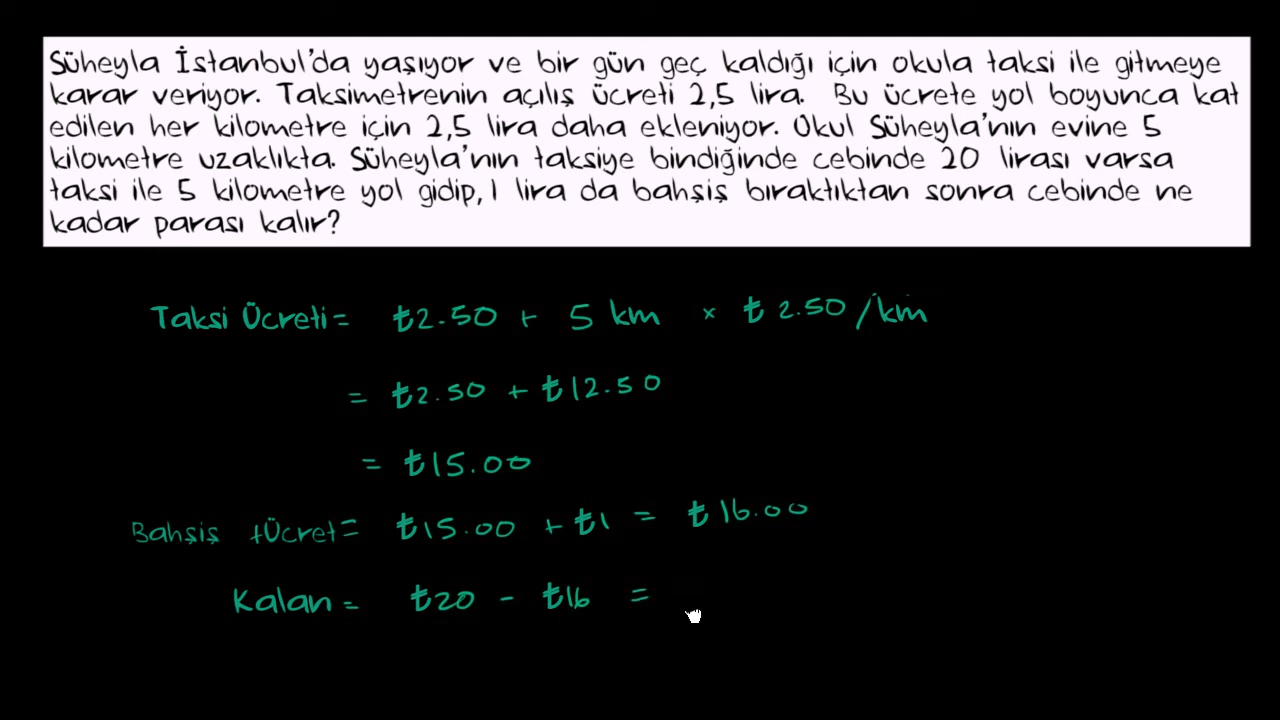 Süheyla İstanbul'da yaşıyor ve bir gün geç kaldığı için okula taksi ile gitmeye
karar veriyor. Taksimetrenin açılış ücreti 2,5 lira. Bu ücrete yol boyunca kat
edilen her kilometre için 2,5 lira daha ekleniyor. Okul Süheyla'nın evine 5
kilometre uzaklıkta. Süheyla'nın taksiye bindiğinde cebinde 20 lirası varsa
taksi ile 5 kilometre yol gidip, 1 lira da bahşiş bıraktıktan sonra cebinde ne
kadar parası kalır?
Taksi Ücreti = ₺2.50 + 5 km × ₺2.50/km
= ₺2.50 + ₺12.50
= ₺15.00
Bahşiş +Ücret = ₺15.00 + ₺1 = ₺16.00
Kalan = ₺20 - ₺16 =